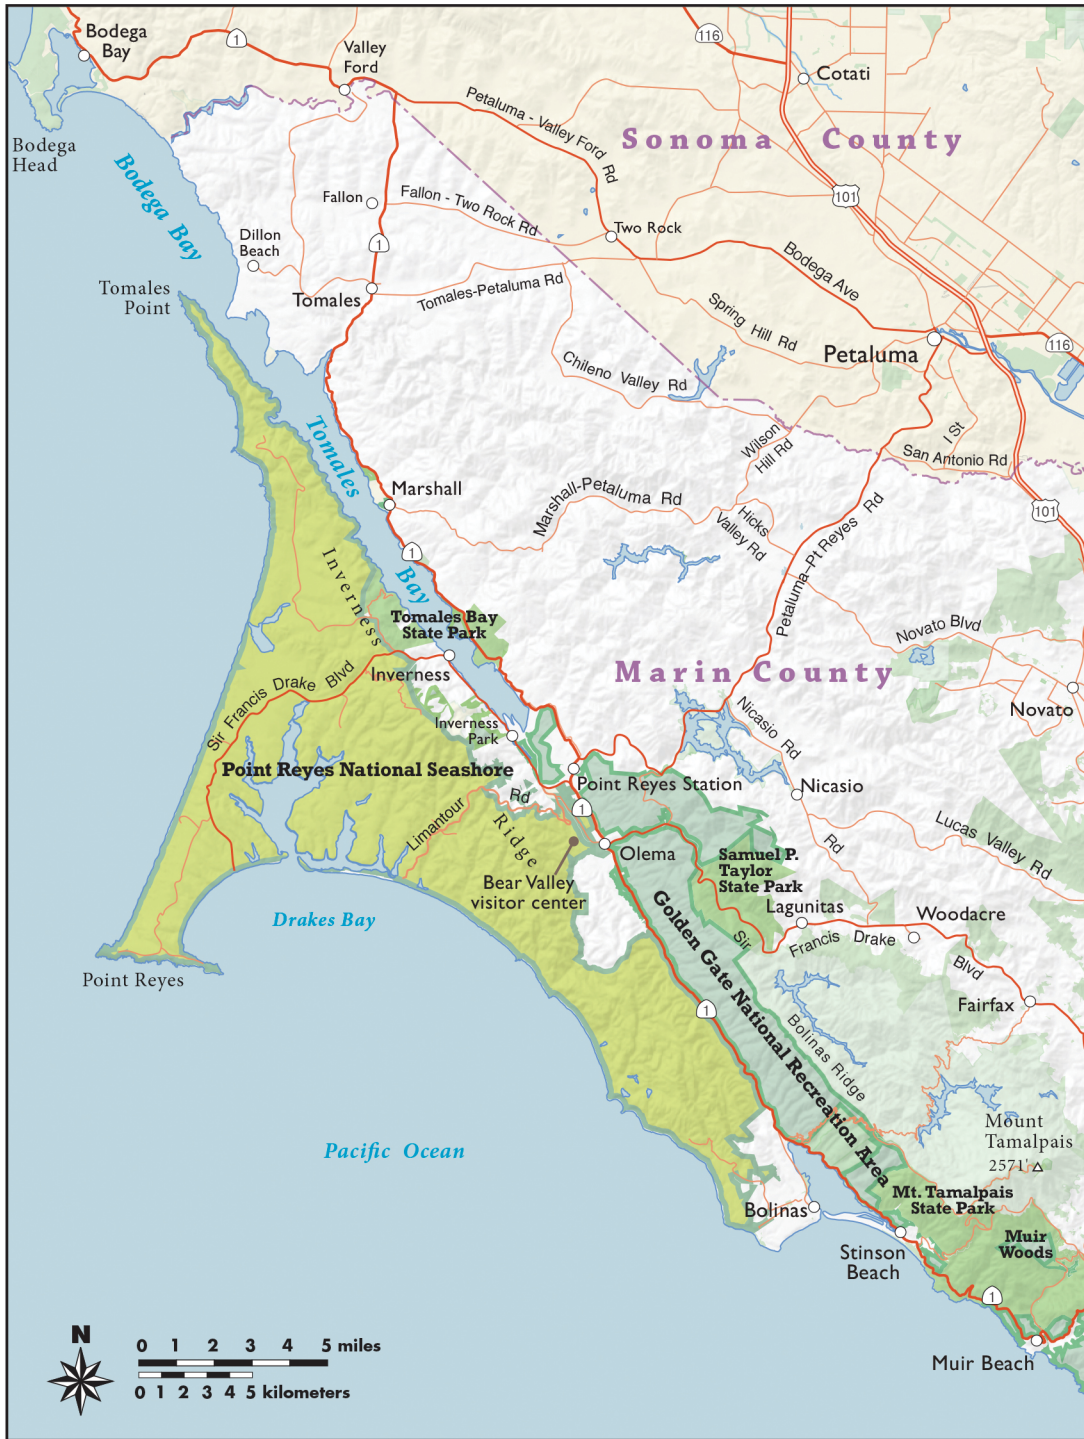 Bodega
Bay
1
Valley
Ford
116
Cotati
Petaluma - Valley Ford Rd
Sonoma County
Bodega
Head
Bodega Bay
101
Fallon
Fallon - Two Rock Rd
Two Rock
Dillon
Beach
1
Bodega Ave
Tomales
Point
Tomales
Tomales-Petaluma Rd
Spring Hill Rd
Petaluma
116
Chileno Valley Rd
Tomales
Bay
Wilson
Hill Rd
I St
San Antonio Rd
Marshall
Marshall-Petaluma Rd
Hicks
Valley Rd
Petaluma-Pt Reyes Rd
101
1
Inverness
Tomales Bay
State Park
Novato Blvd
Inverness
Marin County
Sir Francis Drake Blvd
Novato
Inverness
Park
Nicasio Rd
Point Reyes National Seashore
Point Reyes Station
Nicasio
Limantour
Rd
1
Ridge
Rd
Lucas Valley Rd
Olema
Samuel P.
Taylor
State Park
Bear Valley
visitor center
Golden Gate National Recreation Area
Lagunitas
Woodacre
Drakes Bay
Sir
Francis Drake
Blvd
Point Reyes
Fairfax
1
Bolinas Ridge
Mount
Tamalpais
2571'
Pacific Ocean
Mt. Tamalpais
State Park
Bolinas
Muir
Woods
Stinson
Beach
1
Muir Beach
N
0 1 2 3 4 5 miles
0 1 2 3 4 5 kilometers